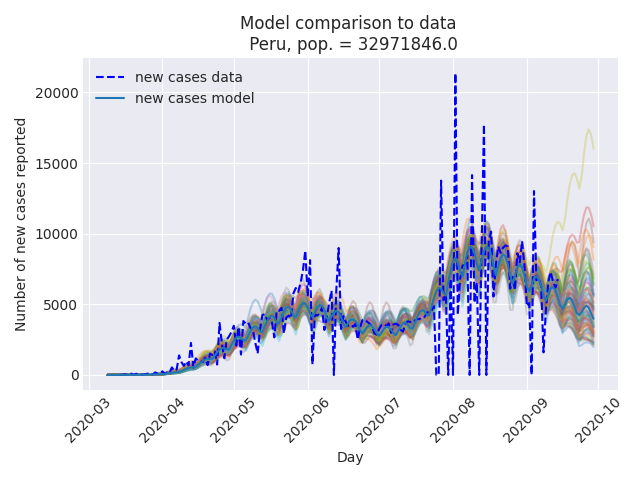 Model comparison to data
Peru, pop. = 32971846.0
new cases data
new cases model
Number of new cases reported
20000
15000
10000
5000
0
2020-03
2020-04
2020-05
2020-06
2020-07
2020-08
2020-09
2020-10
Day